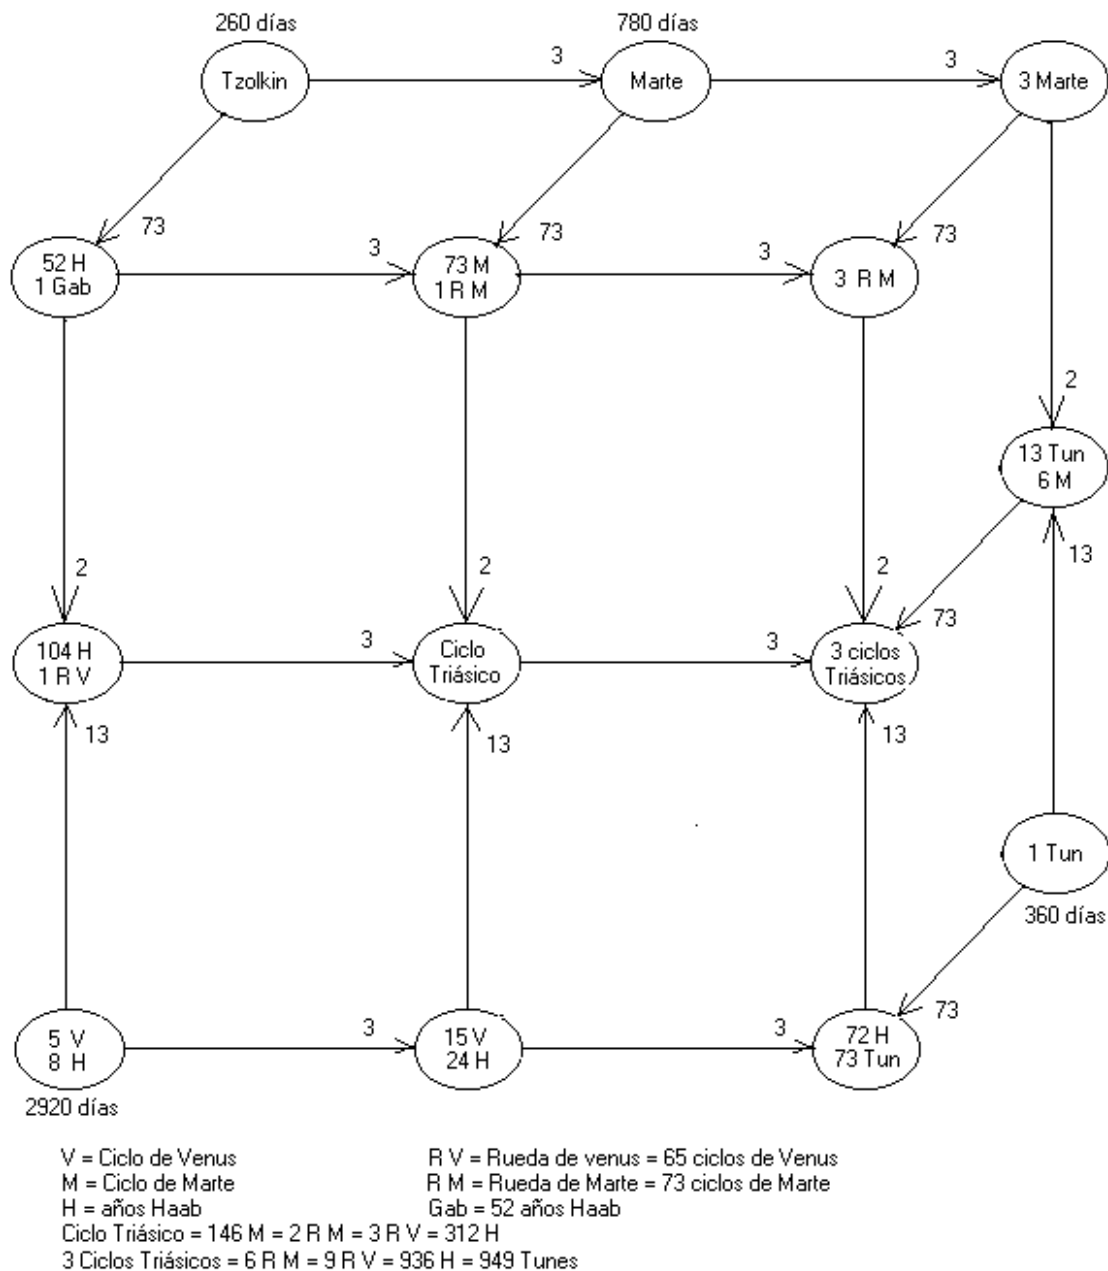 260 días
780 días
Tzolkin
3
Marte
3
3 Marte
73
73
73
52 H
1 Gab
3
73 M
1 R M
3
3 R M
2
13 Tun
6 M
13
2
2
2
73
104 H
1 R V
3
Ciclo
Triásico
3
3 ciclos
Triásicos
13
13
13
1 Tun
360 días
73
5 V
8 H
3
15 V
24 H
3
72 H
73 Tun
2920 días
V = Ciclo de Venus
R V = Rueda de venus = 65 ciclos de Venus
M = Ciclo de Marte
R M = Rueda de Marte = 73 ciclos de Marte
H = años Haab
Gab = 52 años Haab
Ciclo Triásico = 146 M = 2 R M = 3 R V = 312 H
3 Ciclos Triásicos = 6 R M = 9 R V = 936 H = 949 Tunes